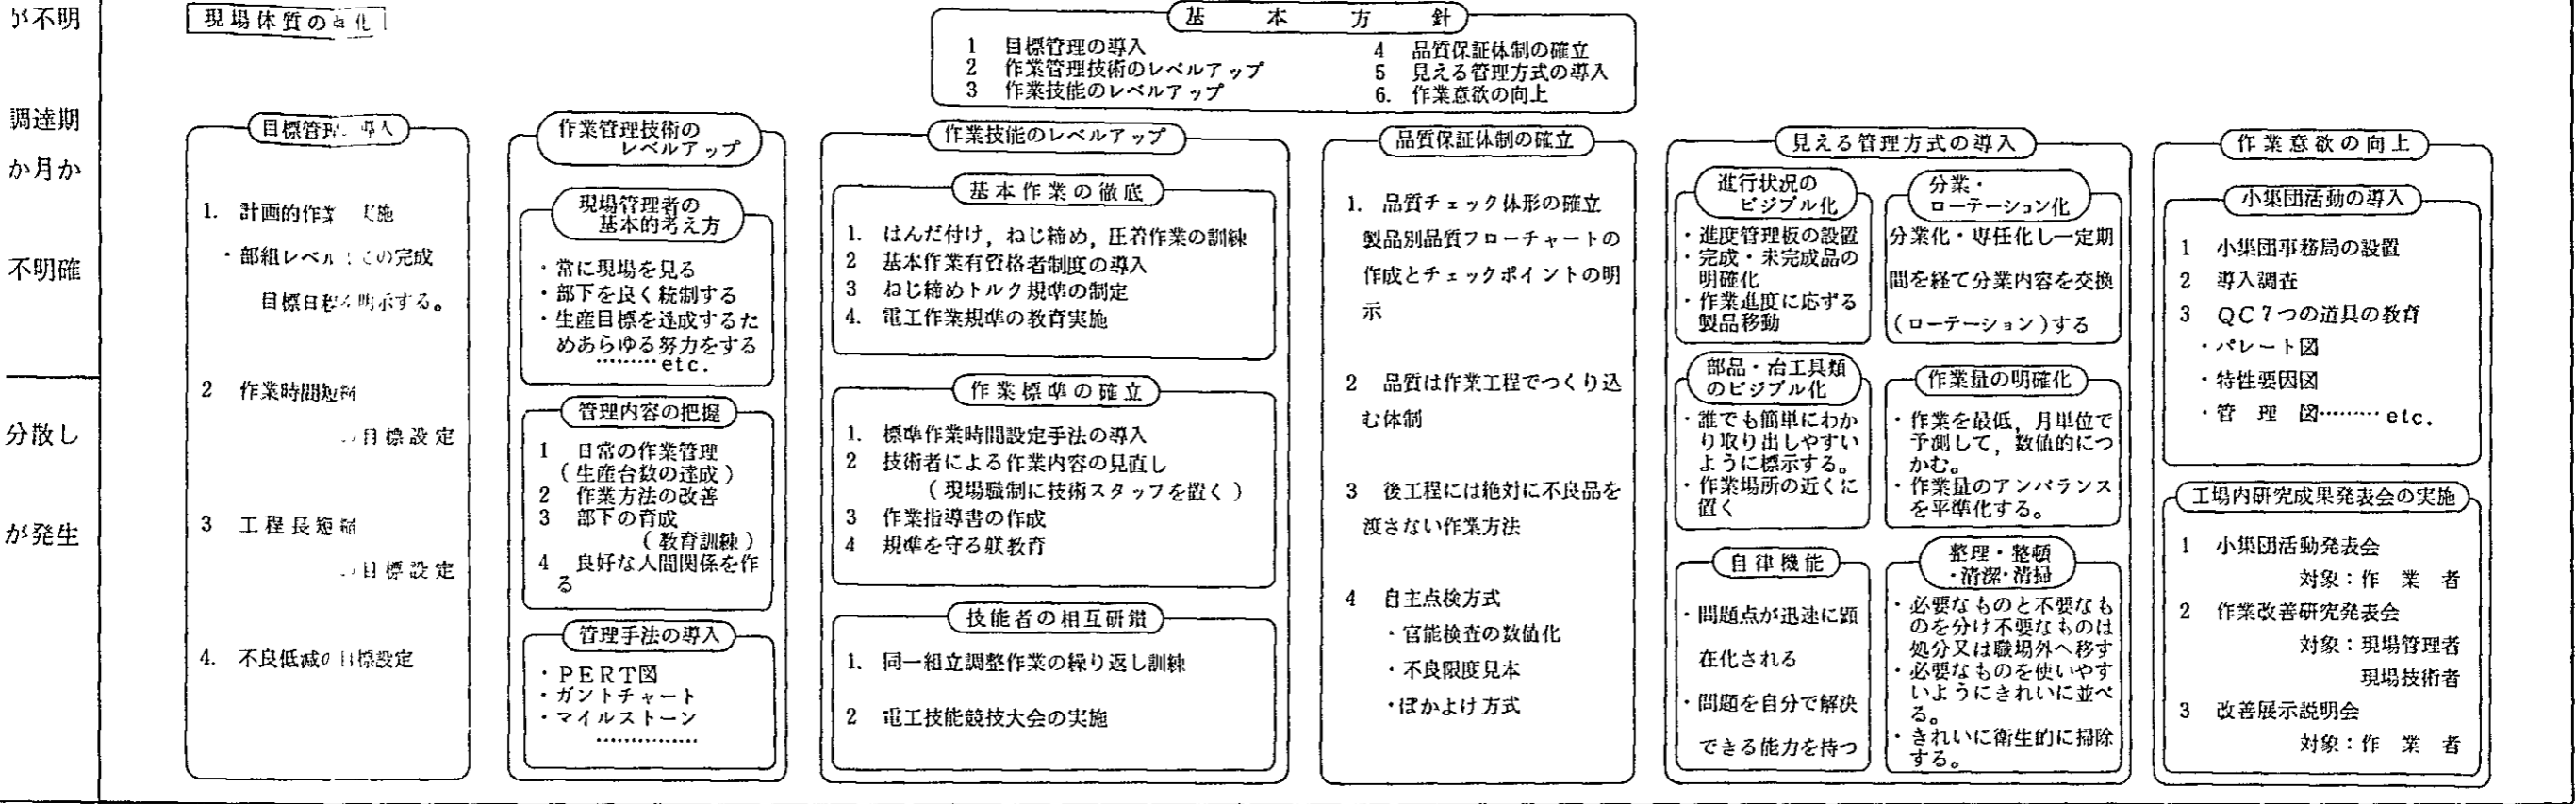 が不明
調達期
か月か
不明確
分散し
が発生
現場体質の 化
基本方針
1 目標管理の導入
2 作業管理技術のレベルアップ
3 作業技能のレベルアップ
4 品質保証体制の確立
5 見える管理方式の導入
6. 作業意欲の向上
目標管理 導入
1. 計画的作業 実施
・部組レベル この完成
目標日程 明示する。
2 作業時間短縮
の目標設定
3 工程長短縮
の目標設定
4. 不良低減の目標設定
作業管理技術の
レベルアップ
現場管理者の
基本的考え方
・常に現場を見る
・部下を良く統制する
・生産目標を達成するた
めあらゆる努力をする
………etc.
管理内容の把握
1 日常の作業管理
(生産台数の達成)
2 作業方法の改善
3 部下の育成
(教育訓練)
4 良好な人間関係を作
る
管理手法の導入
・PERT図
・ガントチャート
・マイルストーン
……………
作業技能のレベルアップ
基本作業の徹底
1. はんだ付け,ねじ締め,圧着作業の訓練
2 基本作業有資格者制度の導入
3 ねじ締めトルク規準の制定
4. 電工作業規準の教育実施
作業標準の確立
1. 標準作業時間設定手法の導入
2 技術者による作業内容の見直し
(現場職制に技術スタッフを置く)
3 作業指導書の作成
4 規準を守る躾教育
技能者の相互研鑽
1. 同一組立調整作業の繰り返し訓練
2 電工技能競技大会の実施
品質保証体制の確立
1. 品質チェック体形の確立
製品別品質フローチャートの
作成とチェックポイントの明
示
2 品質は作業工程でつくり込
む体制
3 後工程には絶対に不良品を
渡さない作業方法
4 自主点検方式
・官能検査の数値化
・不良限度見本
・ぽかよけ方式
見える管理方式の導入
進行状況の
ビジブル化
・進度管理板の設置
・完成・未完成品の
明確化
・作業進度に応ずる
製品移動
分業・
ローテーション化
分業化・専任化し一定期
間を経て分業内容を交換
(ローテーション)する
部品・治工具類
のビジブル化
・誰でも簡単にわか
り取り出しやすい
ように標示する。
・作業場所の近くに
置く
作業量の明確化
・作業を最低,月単位で
予測して,数値的につ
かむ。
・作業量のアンバランス
を平準化する。
自律機能
・問題点が迅速に顕
在化される
・問題を自分で解決
できる能力を持つ
整理・整頓
・清潔・清掃
・必要なものと不要なも
のを分け不要なものは
処分又は職場外へ移す
・必要なものを使いやす
いようにきれいに並べ
る。
・きれいに衛生的に掃除
する。
作業意欲の向上
小集団活動の導入
1 小集団事務局の設置
2 導入調査
3 QC7つの道具の教育
・パレート図
・特性要因図
・管理図………etc.
工場内研究成果発表会の実施
1 小集団活動発表会
対象:作業者
2 作業改善研究発表会
対象:現場管理者
現場技術者
3 改善展示説明会
対象:作業者